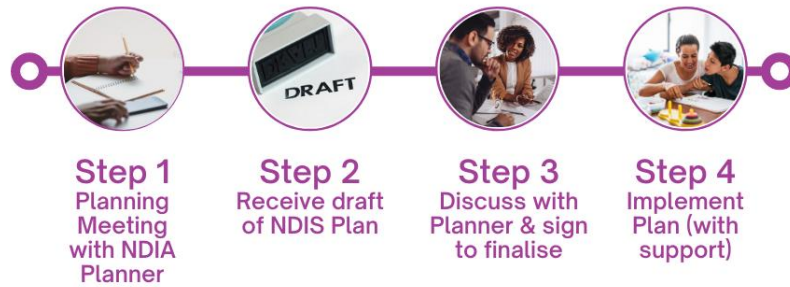 DRAFT
Step 1
Planning
Meeting
with NDIA
Planner
Step 2
Receive draft
of NDIS Plan
Step 3
Discuss with
Planner & sign
to finalise
Step 4
Implement
Plan (with
support)